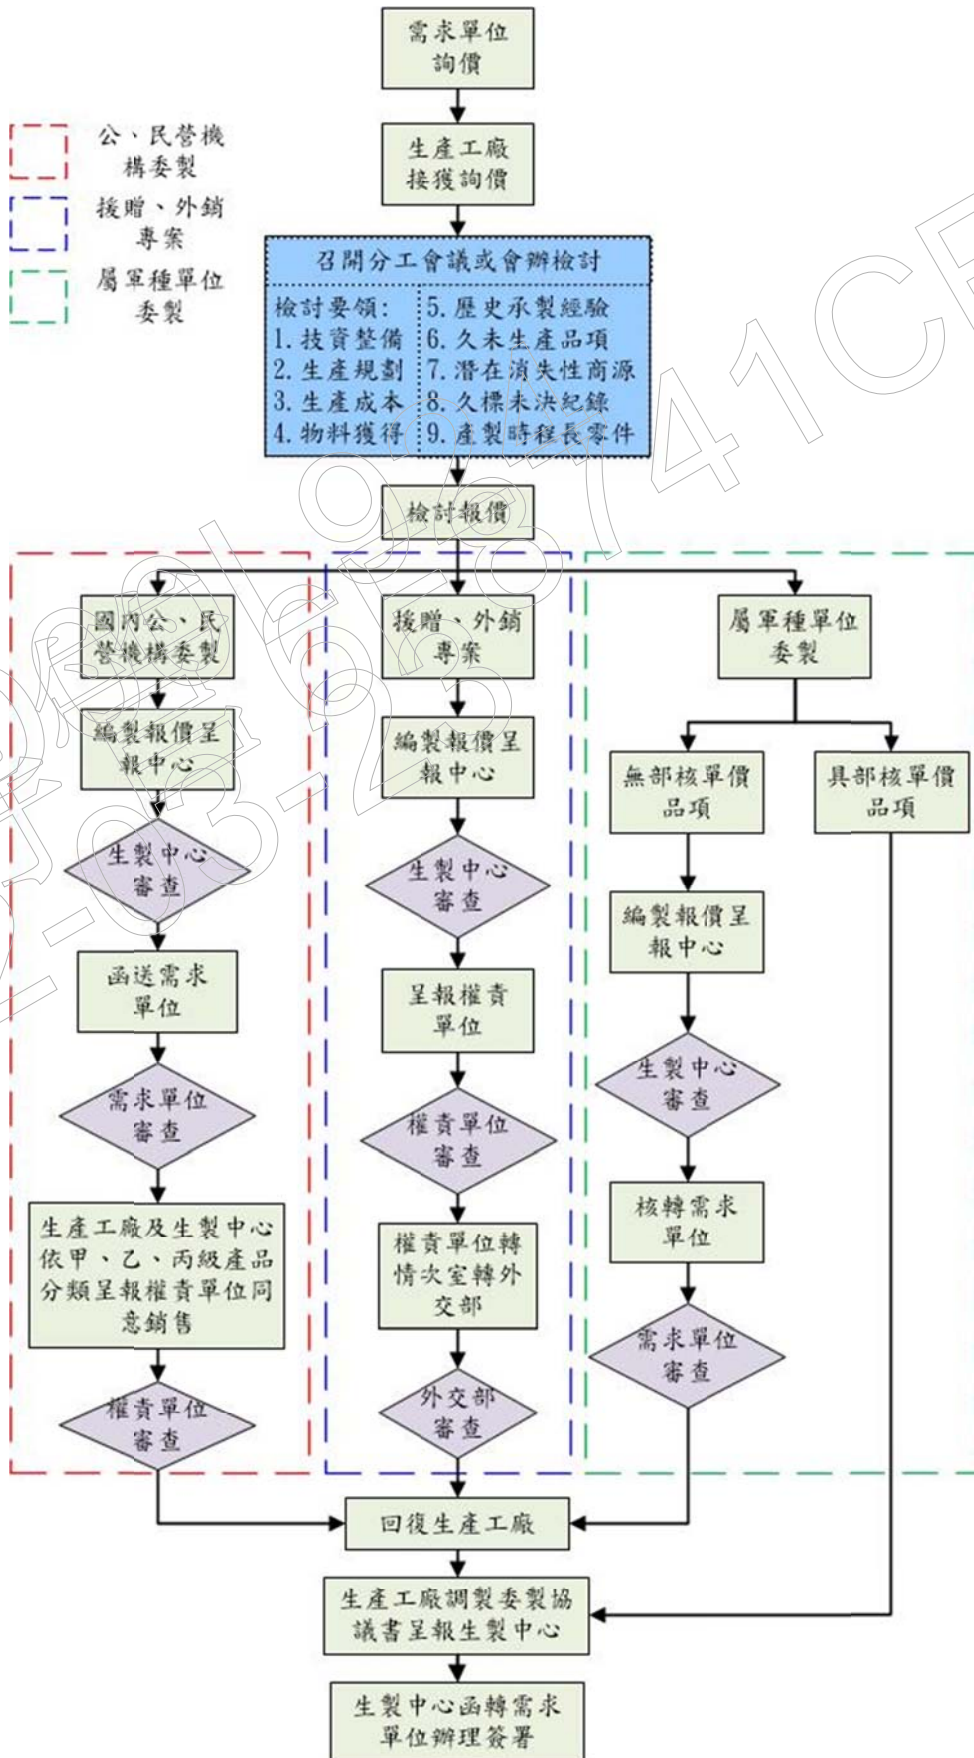 需求單位
詢價
生產工廠
接獲詢價
公、民營機
構委製
援贈、外銷
專案
屬軍種單位
委製
召開分工會議或會辦檢討
檢討要領:
1. 技資整備
2. 生產規劃
3. 生產成本
4. 物料獲得
5. 歷史承製經驗
6. 久未生產品項
7. 潛在消失性商源
8. 久標未決紀錄
9. 產製時程長零件
檢討報價
國內公、民
營機構委製
編製報價呈
報中心
生製中心
審查
函送需求
單位
需求單位
審查
生產工廠及生製中心
依甲、乙、丙級產品
分類呈報權責單位同
意銷售
權責單位
審查
援贈、外銷
專案
編製報價呈
報中心
生製中心
審查
呈報權責
單位
權責單位
審查
權責單位轉
情次室轉外
交部
外交部
審查
屬軍種單位
委製
無部核單價
品項
具部核單價
品項
編製報價呈
報中心
生製中心
審查
核轉需求
單位
需求單位
審查
回復生產工廠
生產工廠調製委製協
議書呈報生製中心
生製中心函轉需求
單位辦理簽署